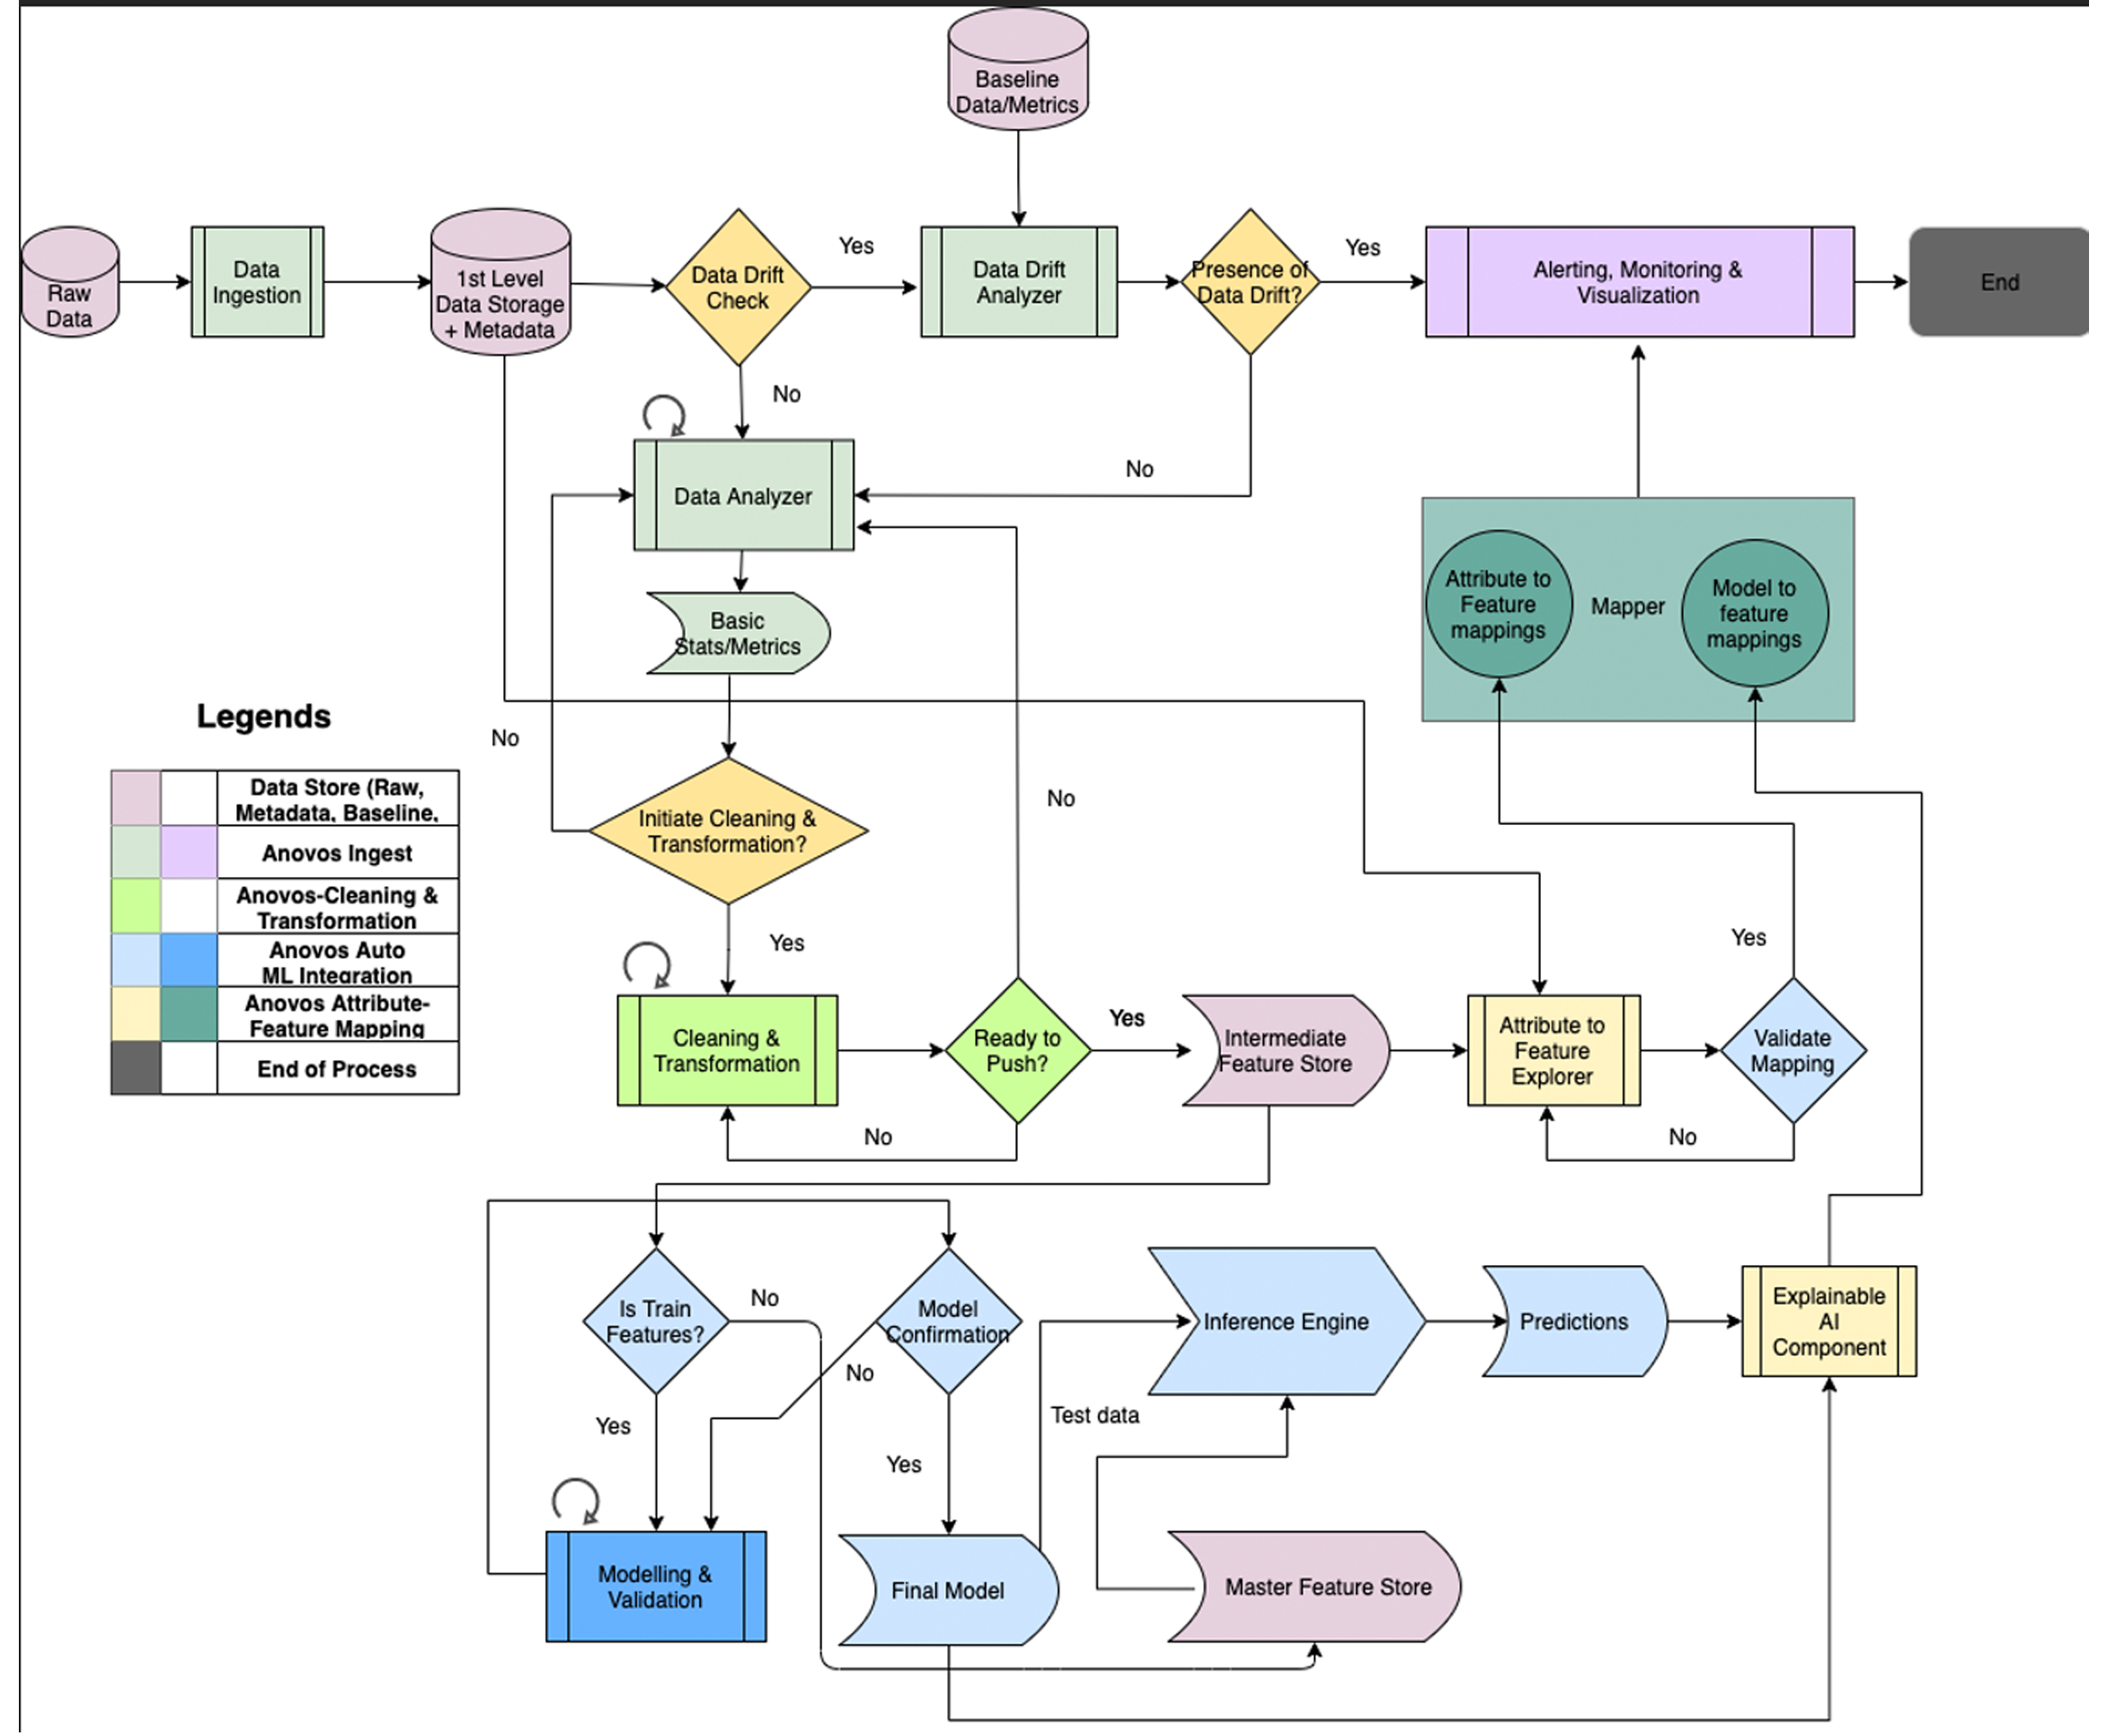 Baseline
Data/Metrics
Raw
Data
Data
Ingestion
1st Level
Data Storage
+ Metadata
Data Drift
Check
Yes
Data Drift
Analyzer
Presence of
Data Drift?
Yes
Alerting, Monitoring &
Visualization
End
No
Data Analyzer
No
Basic
Stats/Metrics
Attribute to
Feature
mappings
Mapper
Model to
feature
mappings
Legends
Data Store (Raw,
Metadata, Baseline,
Anovos Ingest
Anovos-Cleaning &
Transformation
Anovos Auto
ML Integration
Anovos Attribute-
Feature Mapping
End of Process
No
Initiate Cleaning &
Transformation?
No
Yes
Yes
Cleaning &
Transformation
Ready to
Push?
Yes
Intermediate
Feature Store
Attribute to
Feature
Explorer
Validate
Mapping
No
No
Is Train
Features?
No
Model
Confirmation
No
Inference Engine
Predictions
Explainable
AI
Component
Yes
Test data
Yes
Modelling &
Validation
Final Model
Master Feature Store